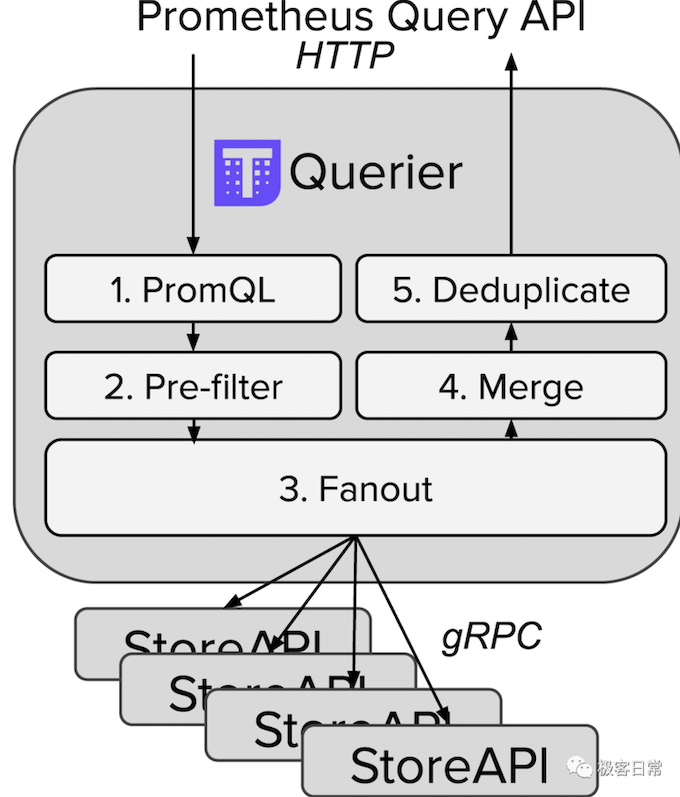 Prometheus Query API
HTTP
T Querier
1. PromQL
5. Deduplicate
2. Pre-filter
4. Merge
3. Fanout
gRPC
StoreAPI
StoreAPI
StoreAPI
StoreAPI
极客日常